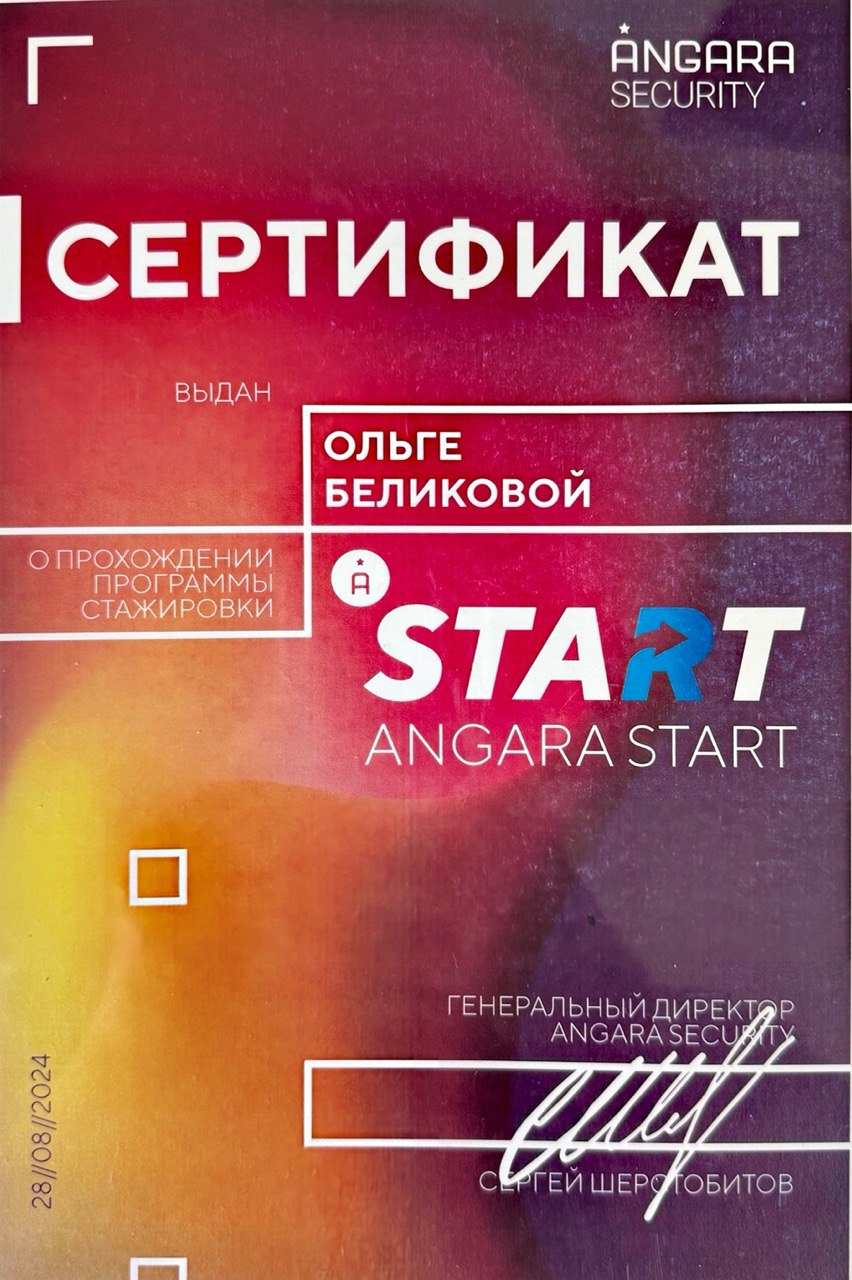 ANGARA
SECURITY
СЕРТИФИКАТ
ВЫДАН
ОЛЬГЕ
БЕЛИКОВОЙ
О ПРОХОЖДЕНИИ
ПРОГРАММЫ
СТАЖИРОВКИ
A
START
ANGARA START
ГЕНЕРАЛЬНЫЙ ДИРЕКТОР
ANGARA SECURITY
СЕРГЕЙ ШЕРСТОБИТОВ
28//08//2024